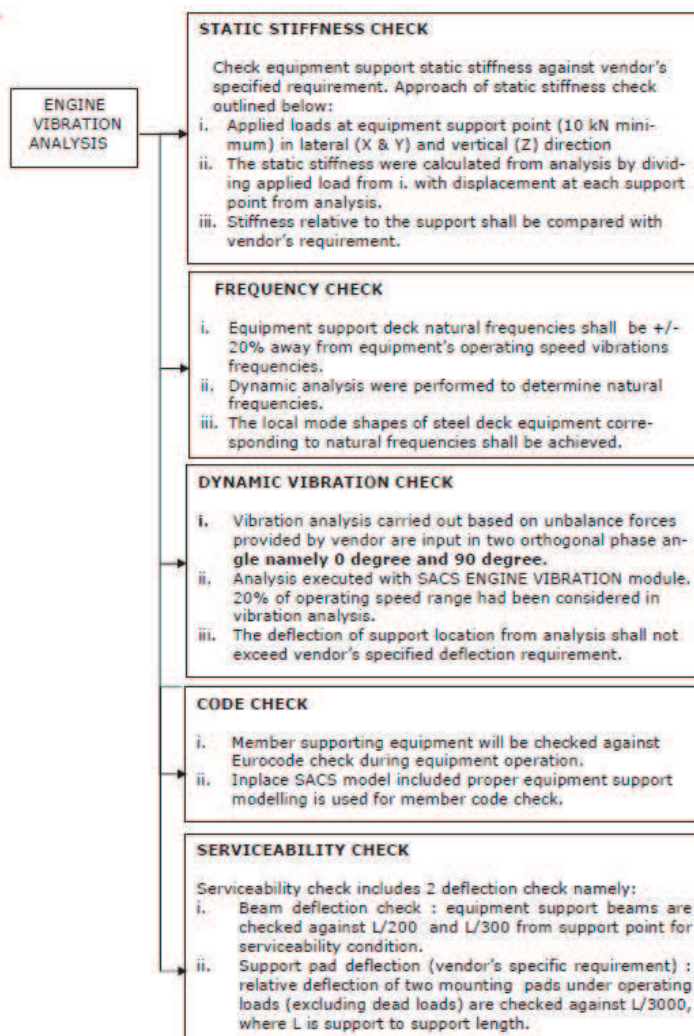 ENGINE
VIBRATION
ANALYSIS
STATIC STIFFNESS CHECK
Check equipment support static stiffness against vendor's
specified requirement. Approach of static stiffness check
outlined below:
i. Applied loads at equipment support point (10 kN mini-
mum) in lateral (X & Y) and vertical (Z) direction
ii. The static stiffness were calculated from analysis by divid-
ing applied load from i. with displacement at each support
point from analysis.
iii. Stiffness relative to the support shall be compared with
vendor's requirement.
FREQUENCY CHECK
i. Equipment support deck natural frequencies shall be +/-
20% away from equipment's operating speed vibrations
frequencies.
ii. Dynamic analysis were performed to determine natural
frequencies.
iii. The local mode shapes of steel deck equipment corre-
sponding to natural frequencies shall be achieved.
DYNAMIC VIBRATION CHECK
i. Vibration analysis carried out based on unbalance forces
provided by vendor are input in two orthogonal phase an-
gle namely 0 degree and 90 degree.
ii. Analysis executed with SACS ENGINE VIBRATION module.
20% of operating speed range had been considered in
vibration analysis.
iii. The deflection of support location from analysis shall not
exceed vendor's specified deflection requirement.
CODE CHECK
i. Member supporting equipment will be checked against
Eurocode check during equipment operation.
ii. Inplace SACS model included proper equipment support
modelling is used for member code check.
SERVICEABILITY CHECK
Serviceability check includes 2 deflection check namely:
i. Beam deflection check : equipment support beams are
checked against L/200 and L/300 from support point for
serviceability condition.
ii. Support pad deflection (vendor's specific requirement) :
relative deflection of two mounting pads under operating
loads (excluding dead loads) are checked against L/3000,
where L is support to support length.